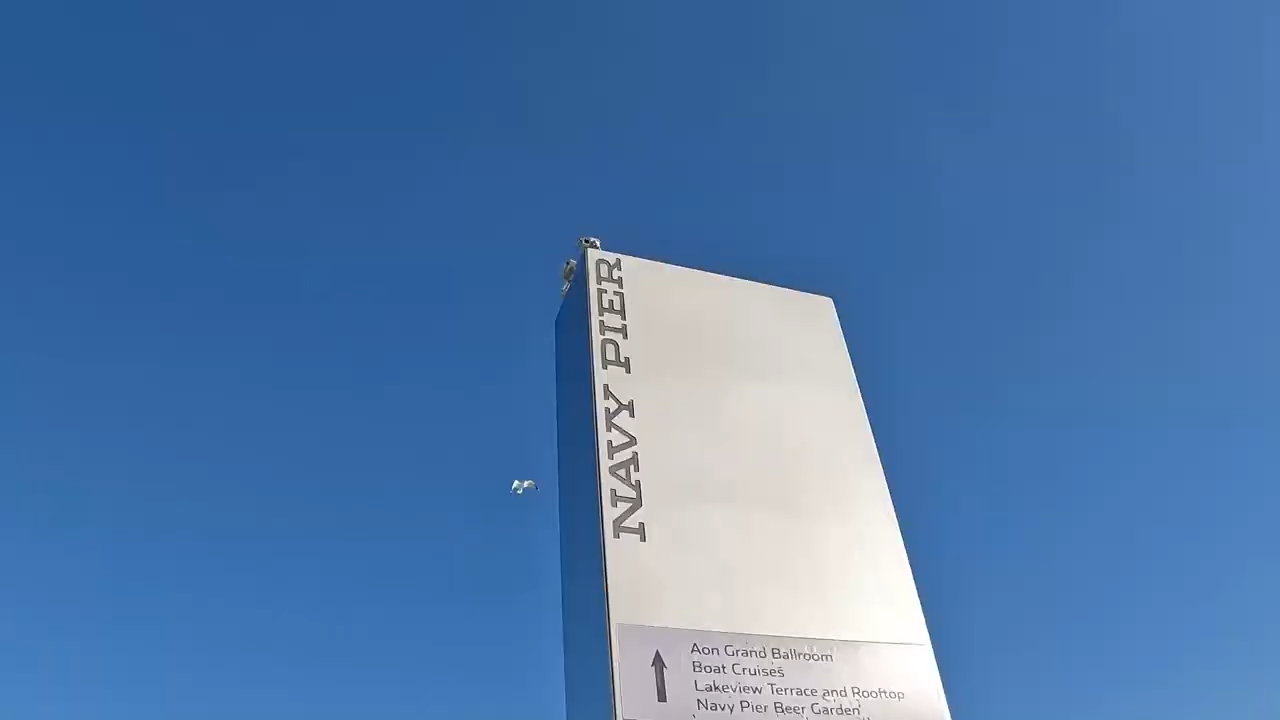 NAVY PIER
Aon Grand Ballroom
Boat Cruises
Lakeview Terrace and Rooftop
Navy Pier Beer Garden